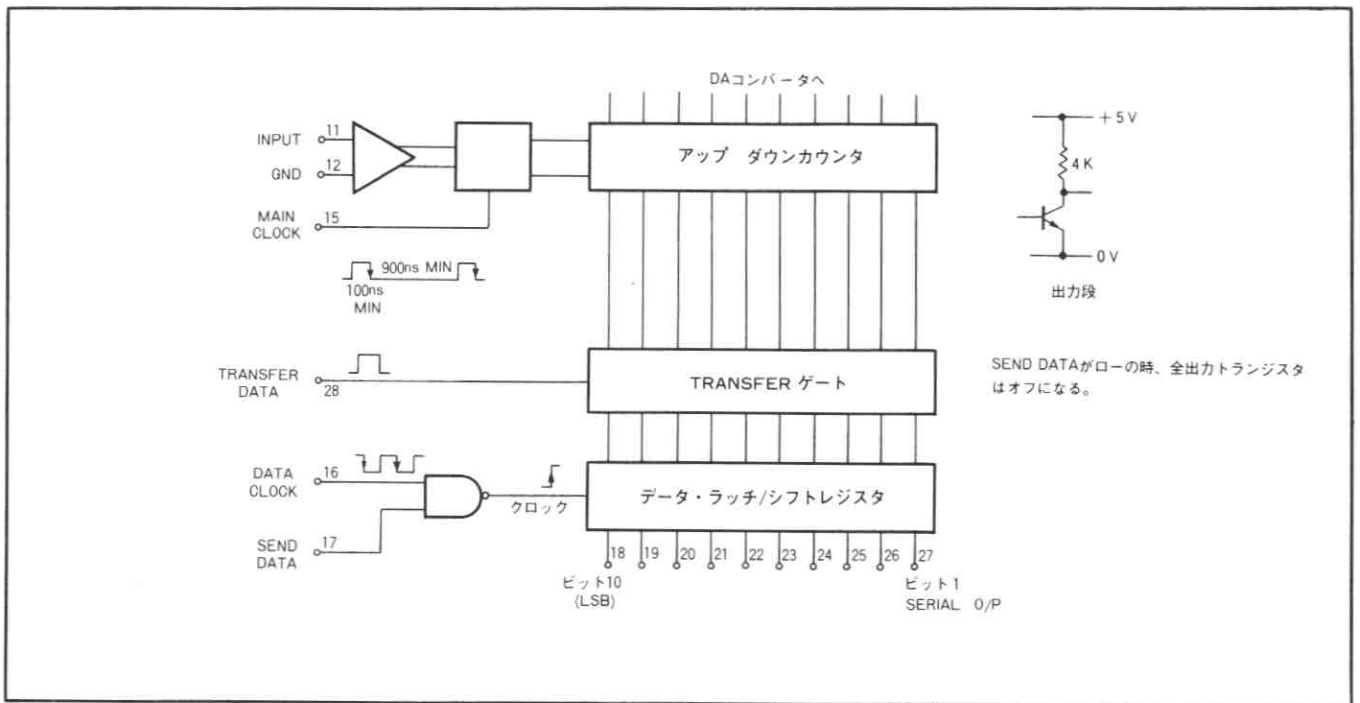 DAコンバータへ
INPUT
11
GND
12
アップ ダウンカウンタ
MAIN
CLOCK
15
900ns MIN
100ns
MIN
+5V
4K
0V
出力段
TRANSFER
DATA
28
TRANSFER ゲート
SEND DATAがローの時、全出力トランジスタ
はオフになる。
DATA
CLOCK
16
SEND
DATA
17
クロック
データ・ラッチ/シフトレジスタ
18 19 20 21 22 23 24 25 26 27
ビット10
(LSB)
ビット1
SERIAL O/P